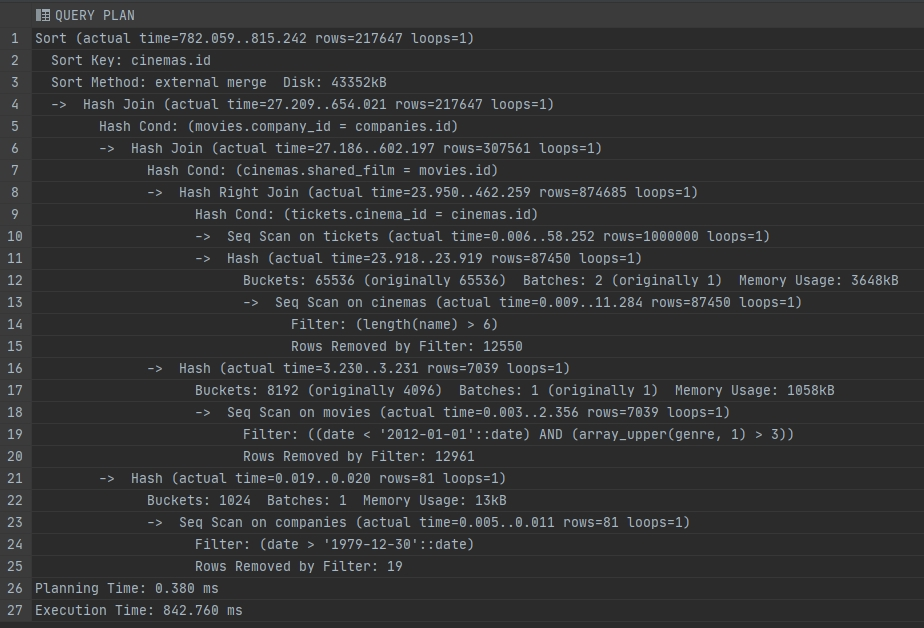 QUERY PLAN
1 Sort (actual time=782.059..815.242 rows=217647 loops=1)
2 Sort Key: cinemas.id
3 Sort Method: external merge  Disk: 43352kB
4 ->  Hash Join (actual time=27.209..654.021 rows=217647 loops=1)
5 Hash Cond: (movies.company_id = companies.id)
6 ->  Hash Join (actual time=27.186..602.197 rows=307561 loops=1)
7 Hash Cond: (cinemas.shared_film = movies.id)
8 ->  Hash Right Join (actual time=23.950..462.259 rows=874685 loops=1)
9 Hash Cond: (tickets.cinema_id = cinemas.id)
10 ->  Seq Scan on tickets (actual time=0.006..58.252 rows=1000000 loops=1)
11 ->  Hash (actual time=23.918..23.919 rows=87450 loops=1)
12 Buckets: 65536 (originally 65536)  Batches: 2 (originally 1)  Memory Usage: 3648kB
13 ->  Seq Scan on cinemas (actual time=0.009..11.284 rows=87450 loops=1)
14 Filter: (length(name) > 6)
15 Rows Removed by Filter: 12550
16 ->  Hash (actual time=3.230..3.231 rows=7039 loops=1)
17 Buckets: 8192 (originally 4096)  Batches: 1 (originally 1)  Memory Usage: 1058kB
18 ->  Seq Scan on movies (actual time=0.003..2.356 rows=7039 loops=1)
19 Filter: ((date < '2012-01-01'::date) AND (array_upper(genre, 1) > 3))
20 Rows Removed by Filter: 12961
21 ->  Hash (actual time=0.019..0.020 rows=81 loops=1)
22 Buckets: 1024  Batches: 1  Memory Usage: 13kB
23 ->  Seq Scan on companies (actual time=0.005..0.011 rows=81 loops=1)
24 Filter: (date > '1979-12-30'::date)
25 Rows Removed by Filter: 19
26 Planning Time: 0.380 ms
27 Execution Time: 842.760 ms